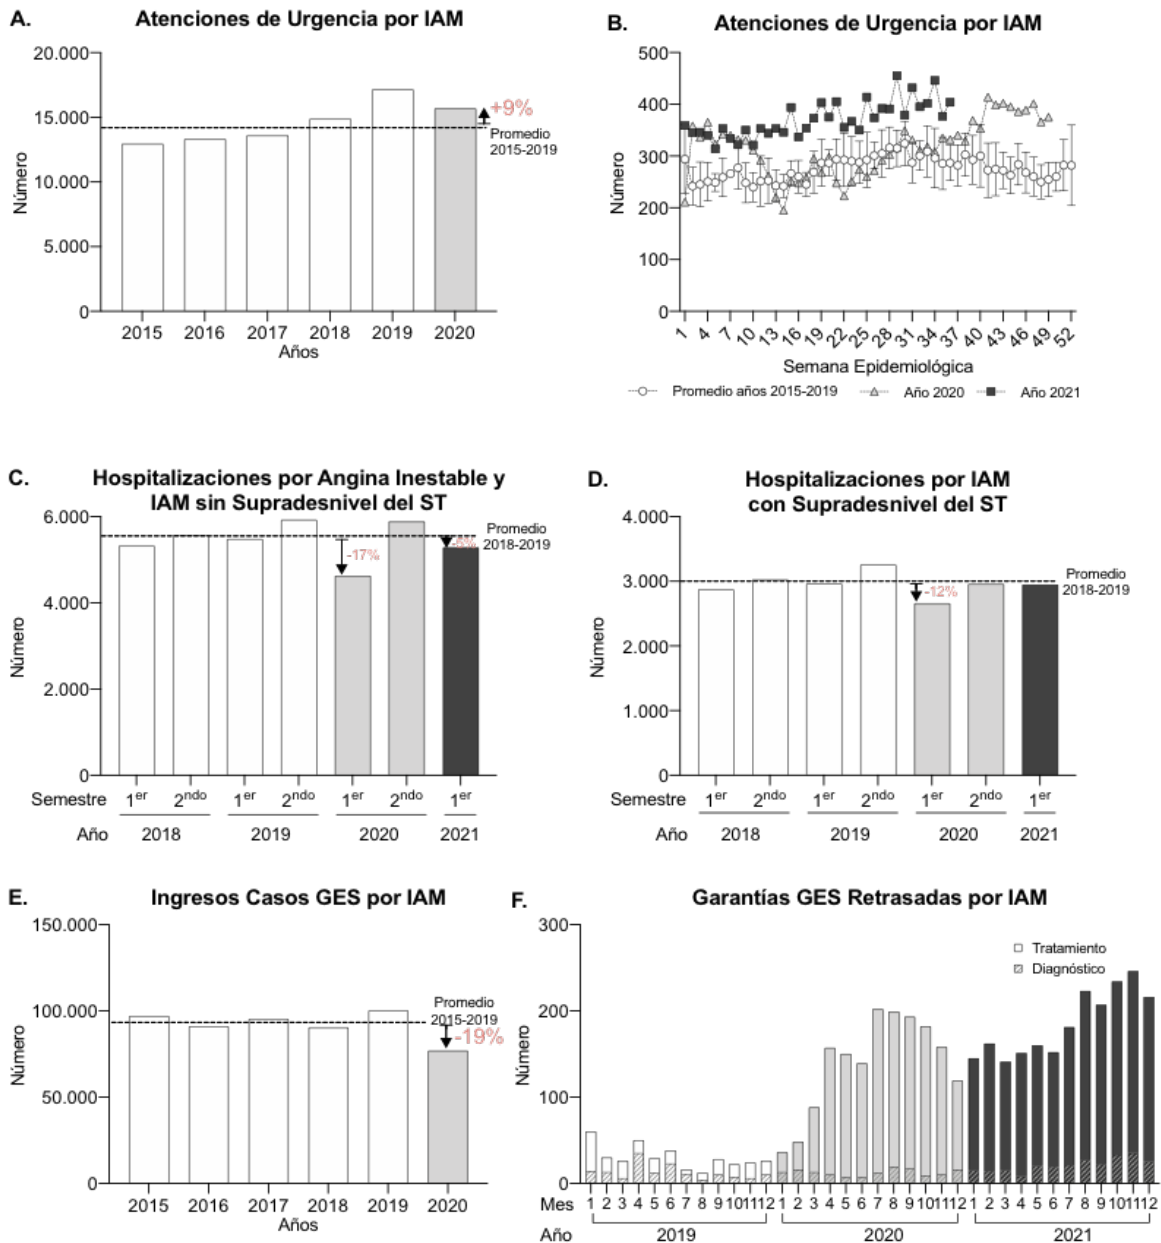 A.
Atenciones de Urgencia por IAM
20.000
15.000
10.000
5.000
0
Número
+9%
Promedio
2015-2019
2015 2016 2017 2018 2019 2020
Años
B.
Atenciones de Urgencia por IAM
500
400
300
200
100
0
Número
1 4 7 10 13 16 19 22 25 28 31 34 37 40 43 46 49 52
Semana Epidemiológica
Promedio años 2015-2019 Año 2020 Año 2021
C.
Hospitalizaciones por Angina Inestable y
IAM sin Supradesnivel del ST
6.000
4.000
2.000
0
Número
Promedio
2018-2019
-17%
-6%
Semestre 1er 2ndo 1er 2ndo 1er 2ndo 1er
Año 2018 2019 2020 2021
D.
Hospitalizaciones por IAM
con Supradesnivel del ST
4.000
3.000
2.000
1.000
0
Número
Promedio
2018-2019
-12%
Semestre 1er 2ndo 1er 2ndo 1er 2ndo 1er
Año 2018 2019 2020 2021
E.
Ingresos Casos GES por IAM
150.000
100.000
50.000
0
Número
Promedio
2015-2019
-19%
2015 2016 2017 2018 2019 2020
Años
F.
Garantías GES Retrasadas por IAM
300
200
100
0
Número
Tratamiento
Diagnóstico
Mes 1 2 3 4 5 6 7 8 9 10 11 12 1 2 3 4 5 6 7 8 9 10 11 12 1 2 3 4 5 6 7 8 9 10 11 12
Año 2019 2020 2021